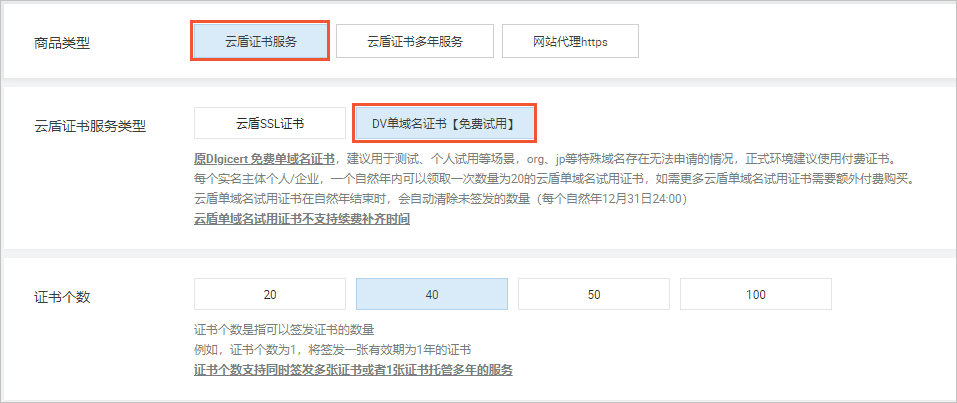 商品类型 云盾证书服务 云盾证书多年服务 网站代理https
云盾证书服务类型 云盾SSL证书 DV单域名证书【免费试用】
原DIgicert 免费单域名证书，建议用于测试、个人试用等场景，org、jp等特殊域名存在无法申请的情况，正式环境建议使用付费证书。
每个实名主体个人/企业，一个自然年内可以领取一次数量为20的云盾单域名试用证书，如需更多云盾单域名试用证书需要额外付费购买。
云盾单域名试用证书在自然年结束时，会自动清除未签发的数量（每个自然年12月31日24:00）
云盾单域名试用证书不支持续费补齐时间
证书个数 20 40 50 100
证书个数是指可以签发证书的数量
例如，证书个数为1，将签发一张有效期为1年的证书
证书个数支持同时签发多张证书或者1张证书托管多年的服务